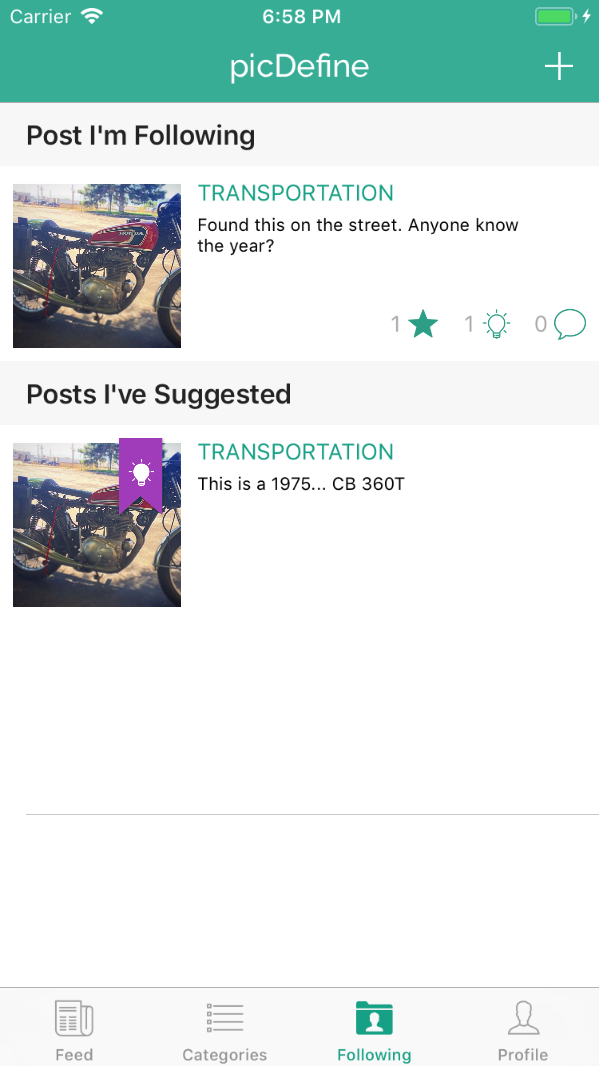 Carrier 6:58 PM
picDefine
Post I'm Following
TRANSPORTATION
Found this on the street. Anyone know
the year?
HONDA
1 1 0
Posts I've Suggested
TRANSPORTATION
This is a 1975... CB 360T
Feed Categories Following Profile